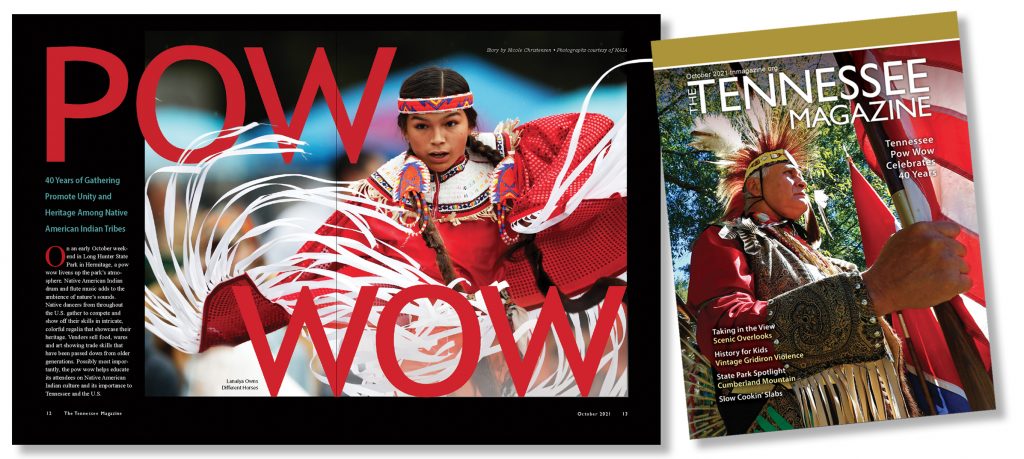 POW
WOW
Story by Nicole Christensen • Photographs courtesy of NAIA
40 Years of Gathering
Promote Unity and
Heritage Among Native
American Indian Tribes
On an early October week-
end in Long Hunter State
Park in Hermitage, a pow
wow livens up the park's atmo-
sphere. Native American Indian
drum and flute music adds to the
ambience of nature's sounds.
Native dancers from throughout
the U.S. gather to compete and
show off their skills in intricate,
colorful regalia that showcase their
heritage. Vendors sell food, wares
and art showing trade skills that
have been passed down from older
generations. Possibly most impor-
tantly, the pow wow helps educate
its attendees on Native American
Indian culture and its importance to
Tennessee and the U.S.
Lanaiya Owns
Different Horses
12 The Tennessee Magazine
October 2021 13
October 2021 tnmagazine.org
THE TENNESSEE
MAGAZINE
Tennessee
Pow Wow
Celebrates
40 Years
Taking in the View
Scenic Overlooks
History for Kids
Vintage Gridiron Violence
State Park Spotlight
Cumberland Mountain
Slow Cookin' Slabs